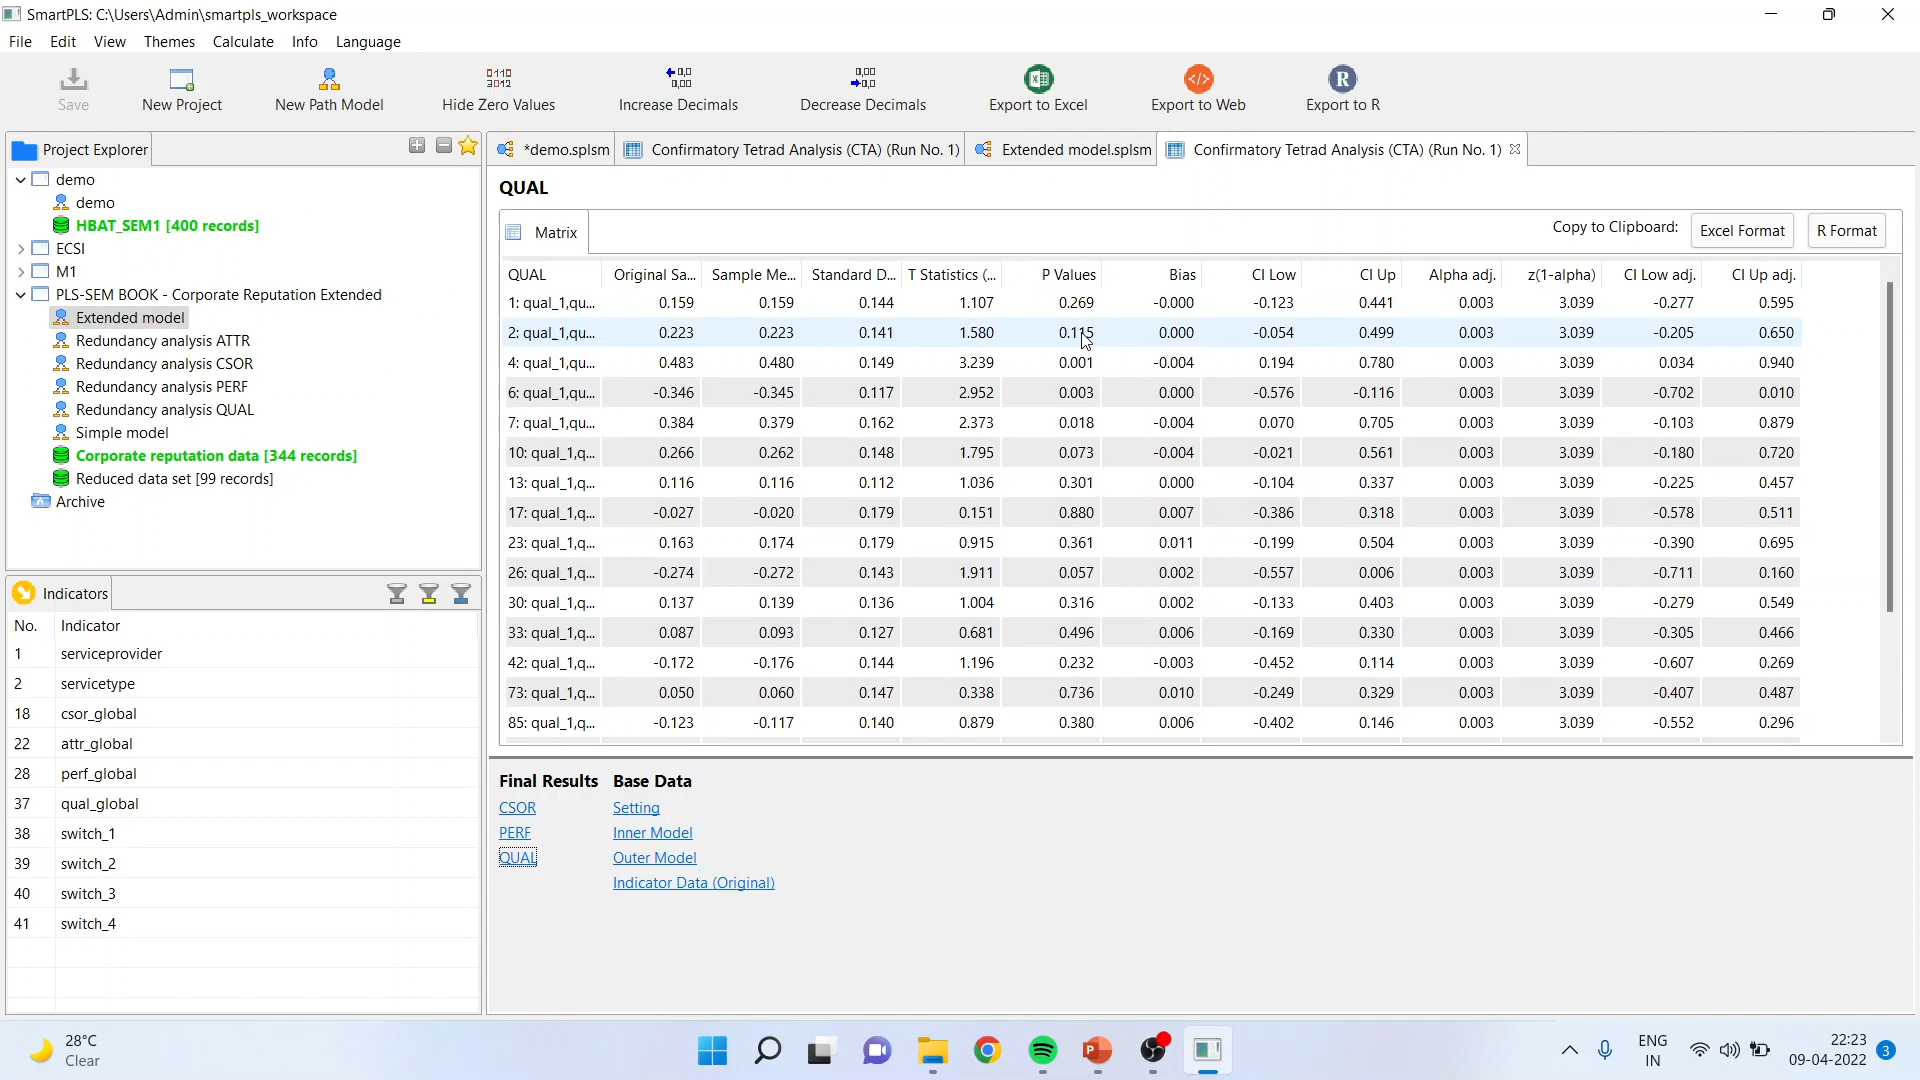 SmartPLS: C:\Users\Admin\smartpls_workspace
File Edit View Themes Calculate Info Language
Save New Project New Path Model Hide Zero Values Increase Decimals Decrease Decimals Export to Excel Export to Web Export to R
Project Explorer
demo
demo
HBAT_SEM1 [400 records]
ECSI
M1
PLS-SEM BOOK - Corporate Reputation Extended
Extended model
Redundancy analysis ATTR
Redundancy analysis CSOR
Redundancy analysis PERF
Redundancy analysis QUAL
Simple model
Corporate reputation data [344 records]
Reduced data set [99 records]
Archive
Indicators
No. Indicator
1 serviceprovider
2 servicetype
18 csor_global
22 attr_global
28 perf_global
37 qual_global
38 switch_1
39 switch_2
40 switch_3
41 switch_4
*demo.splsm Confirmatory Tetrad Analysis (CTA) (Run No. 1) Extended model.splsm Confirmatory Tetrad Analysis (CTA) (Run No. 1)
QUAL
Matrix Copy to Clipboard: Excel Format R Format
QUAL Original Sa... Sample Me... Standard D... T Statistics (... P Values Bias CI Low CI Up Alpha adj. z(1-alpha) CI Low adj. CI Up adj.
1: qual_1,qu... 0.159 0.159 0.144 1.107 0.269 -0.000 -0.123 0.441 0.003 3.039 -0.277 0.595
2: qual_1,qu... 0.223 0.223 0.141 1.580 0.115 0.000 -0.054 0.499 0.003 3.039 -0.205 0.650
4: qual_1,qu... 0.483 0.480 0.149 3.239 0.001 -0.004 0.194 0.780 0.003 3.039 0.034 0.940
6: qual_1,qu... -0.346 -0.345 0.117 2.952 0.003 0.000 -0.576 -0.116 0.003 3.039 -0.702 0.010
7: qual_1,qu... 0.384 0.379 0.162 2.373 0.018 -0.004 0.070 0.705 0.003 3.039 -0.103 0.879
10: qual_1,q... 0.266 0.262 0.148 1.795 0.073 -0.004 -0.021 0.561 0.003 3.039 -0.180 0.720
13: qual_1,q... 0.116 0.116 0.112 1.036 0.301 0.000 -0.104 0.337 0.003 3.039 -0.225 0.457
17: qual_1,q... -0.027 -0.020 0.179 0.151 0.880 0.007 -0.386 0.318 0.003 3.039 -0.578 0.511
23: qual_1,q... 0.163 0.174 0.179 0.915 0.361 0.011 -0.199 0.504 0.003 3.039 -0.390 0.695
26: qual_1,q... -0.274 -0.272 0.143 1.911 0.057 0.002 -0.557 0.006 0.003 3.039 -0.711 0.160
30: qual_1,q... 0.137 0.139 0.136 1.004 0.316 0.002 -0.133 0.403 0.003 3.039 -0.279 0.549
33: qual_1,q... 0.087 0.093 0.127 0.681 0.496 0.006 -0.169 0.330 0.003 3.039 -0.305 0.466
42: qual_1,q... -0.172 -0.176 0.144 1.196 0.232 -0.003 -0.452 0.114 0.003 3.039 -0.607 0.269
73: qual_1,q... 0.050 0.060 0.147 0.338 0.736 0.010 -0.249 0.329 0.003 3.039 -0.407 0.487
85: qual_1,q... -0.123 -0.117 0.140 0.879 0.380 0.006 -0.402 0.146 0.003 3.039 -0.552 0.296
Final Results Base Data
CSOR Setting
PERF Inner Model
QUAL Outer Model
Indicator Data (Original)
28°C
Clear
ENG
IN
22:23
09-04-2022
3